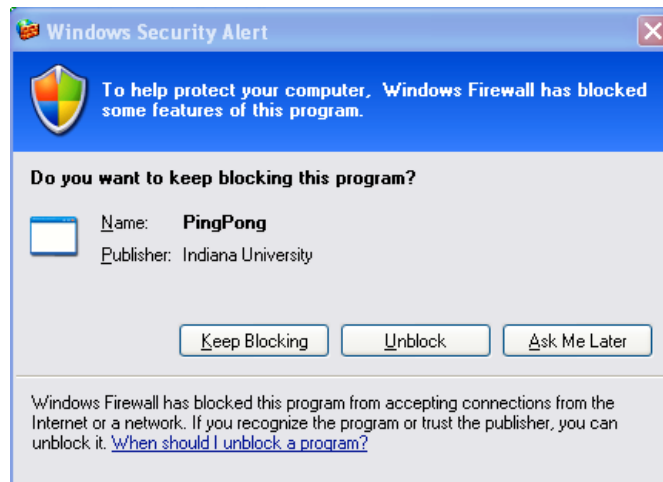 Windows Security Alert
To help protect your computer, Windows Firewall has blocked
some features of this program.
Do you want to keep blocking this program?
Name: PingPong
Publisher: Indiana University
Keep Blocking Unblock Ask Me Later
Windows Firewall has blocked this program from accepting connections from the
Internet or a network. If you recognize the program or trust the publisher, you can
unblock it. When should I unblock a program?